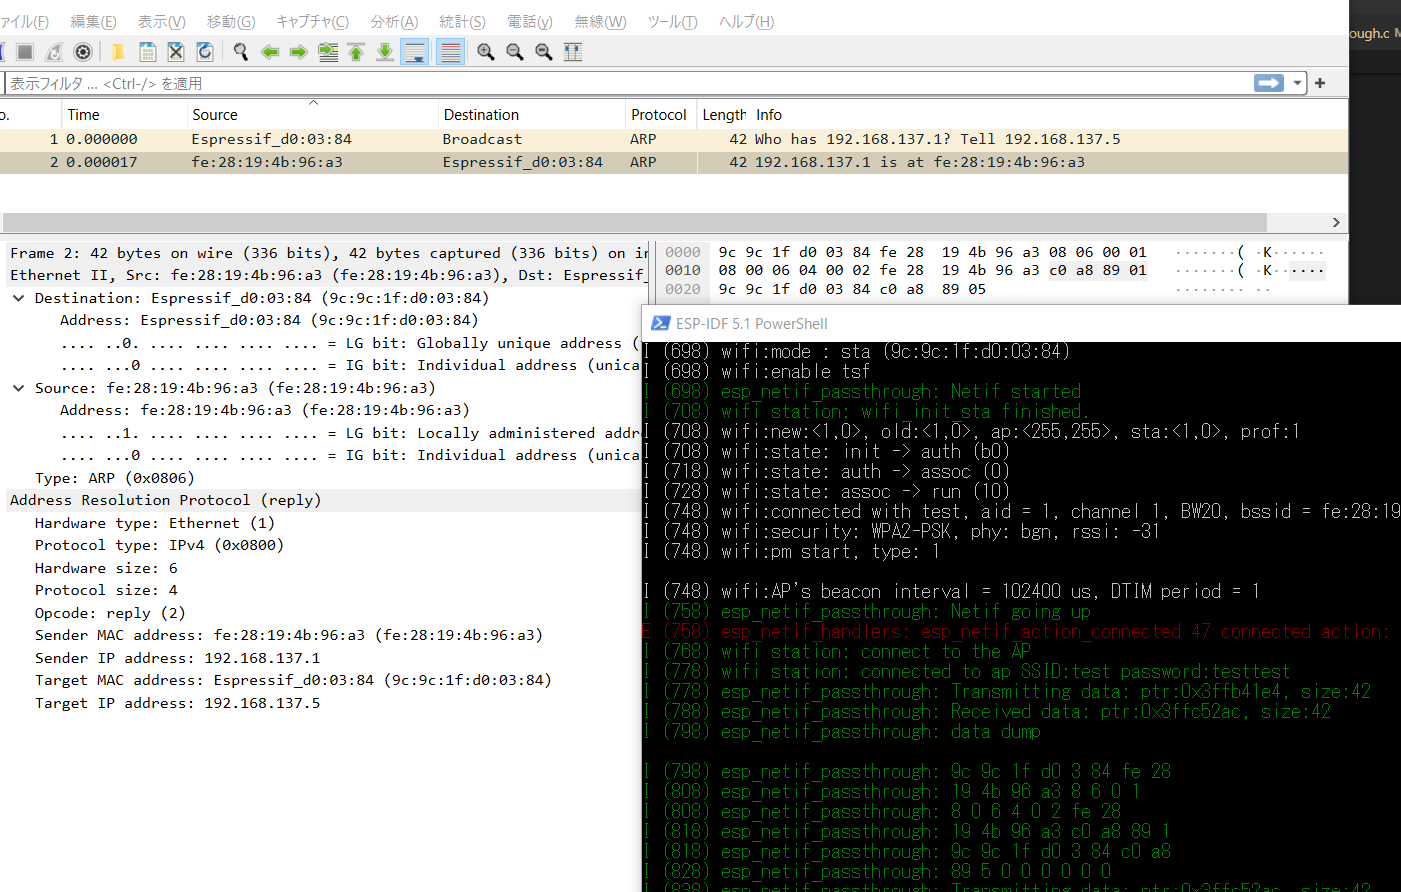 ァイル(F) 編集(E) 表示(V) 移動(G) キャプチャ(C) 分析(A) 統計(S) 電話(y) 無線(W) ツール(T) ヘルプ(H)
ough.c M
表示フィルタ ... <Ctrl-/> を適用
o. Time Source Destination Protocol Length Info
1 0.000000 Espressif_d0:03:84 Broadcast ARP 42 Who has 192.168.137.1? Tell 192.168.137.5
2 0.000017 fe:28:19:4b:96:a3 Espressif_d0:03:84 ARP 42 192.168.137.1 is at fe:28:19:4b:96:a3
Frame 2: 42 bytes on wire (336 bits), 42 bytes captured (336 bits) on in
Ethernet II, Src: fe:28:19:4b:96:a3 (fe:28:19:4b:96:a3), Dst: Espressif_
Destination: Espressif_d0:03:84 (9c:9c:1f:d0:03:84)
Address: Espressif_d0:03:84 (9c:9c:1f:d0:03:84)
.... ..0. .... .... .... .... = LG bit: Globally unique address (
.... ...0 .... .... .... .... = IG bit: Individual address (unica
Source: fe:28:19:4b:96:a3 (fe:28:19:4b:96:a3)
Address: fe:28:19:4b:96:a3 (fe:28:19:4b:96:a3)
.... ..1. .... .... .... .... = LG bit: Locally administered addr
.... ...0 .... .... .... .... = IG bit: Individual address (unica
Type: ARP (0x0806)
Address Resolution Protocol (reply)
Hardware type: Ethernet (1)
Protocol type: IPv4 (0x0800)
Hardware size: 6
Protocol size: 4
Opcode: reply (2)
Sender MAC address: fe:28:19:4b:96:a3 (fe:28:19:4b:96:a3)
Sender IP address: 192.168.137.1
Target MAC address: Espressif_d0:03:84 (9c:9c:1f:d0:03:84)
Target IP address: 192.168.137.5
0000 9c 9c 1f d0 03 84 fe 28 19 4b 96 a3 08 06 00 01 ·······( ·K······
0010 08 00 06 04 00 02 fe 28 19 4b 96 a3 c0 a8 89 01 ·······( ·K······
0020 9c 9c 1f d0 03 84 c0 a8 89 05 ········ ··
ESP-IDF 5.1 PowerShell
I (698) wifi:mode : sta (9c:9c:1f:d0:03:84)
I (698) wifi:enable tsf
I (698) esp_netif_passthrough: Netif started
I (708) wifi station: wifi_init_sta finished.
I (708) wifi:new:<1,0>, old:<1,0>, ap:<255,255>, sta:<1,0>, prof:1
I (708) wifi:state: init -> auth (b0)
I (718) wifi:state: auth -> assoc (0)
I (728) wifi:state: assoc -> run (10)
I (748) wifi:connected with test, aid = 1, channel 1, BW20, bssid = fe:28:19
I (748) wifi:security: WPA2-PSK, phy: bgn, rssi: -31
I (748) wifi:pm start, type: 1
I (748) wifi:AP's beacon interval = 102400 us, DTIM period = 1
I (758) esp_netif_passthrough: Netif going up
E (758) esp_netif_handlers: esp_netif_action_connected 47 connected action:
I (768) wifi station: connect to the AP
I (778) wifi station: connected to ap SSID:test password:testtest
I (778) esp_netif_passthrough: Transmitting data: ptr:0x3ffb41e4, size:42
I (788) esp_netif_passthrough: Received data: ptr:0x3ffc52ac, size:42
I (798) esp_netif_passthrough: data dump
I (798) esp_netif_passthrough: 9c 9c 1f d0 3 84 fe 28
I (808) esp_netif_passthrough: 19 4b 96 a3 8 6 0 1
I (808) esp_netif_passthrough: 8 0 6 4 0 2 fe 28
I (818) esp_netif_passthrough: 19 4b 96 a3 c0 a8 89 1
I (818) esp_netif_passthrough: 9c 9c 1f d0 3 84 c0 a8
I (828) esp_netif_passthrough: 89 5 0 0 0 0 0 0
I (838) esp_netif_passthrough: Transmitting data: ptr:0x3ffc52ac, size:42